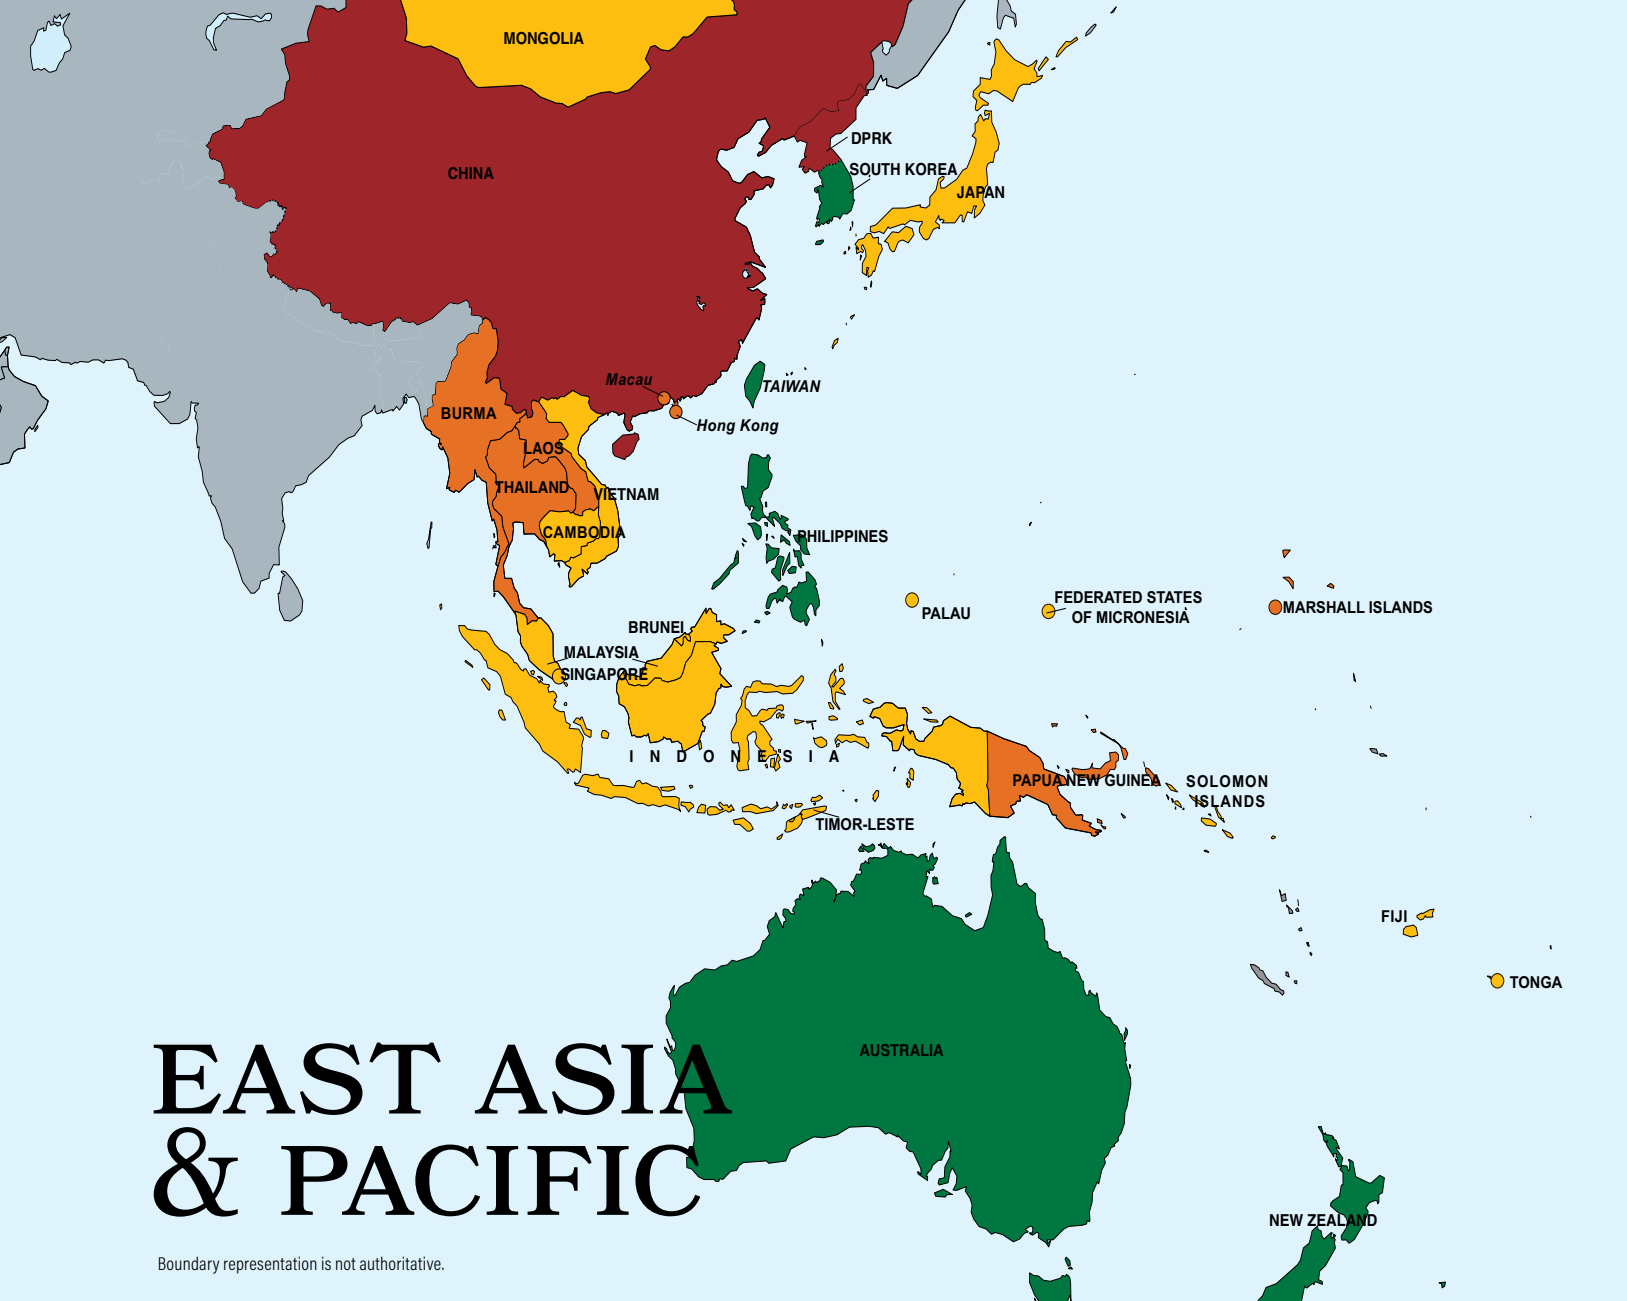 MONGOLIA
DPRK
SOUTH KOREA
CHINA
JAPAN
Macau
TAIWAN
BURMA
Hong Kong
LAOS
THAILAND
VIETNAM
CAMBODIA
PHILIPPINES
FEDERATED STATES
OF MICRONESIA
PALAU
MARSHALL ISLANDS
BRUNEI
MALAYSIA
SINGAPORE
INDONESIA
PAPUA NEW GUINEA
SOLOMON
ISLANDS
TIMOR-LESTE
FIJI
TONGA
AUSTRALIA
EAST ASIA
& PACIFIC
NEW ZEALAND
Boundary representation is not authoritative.